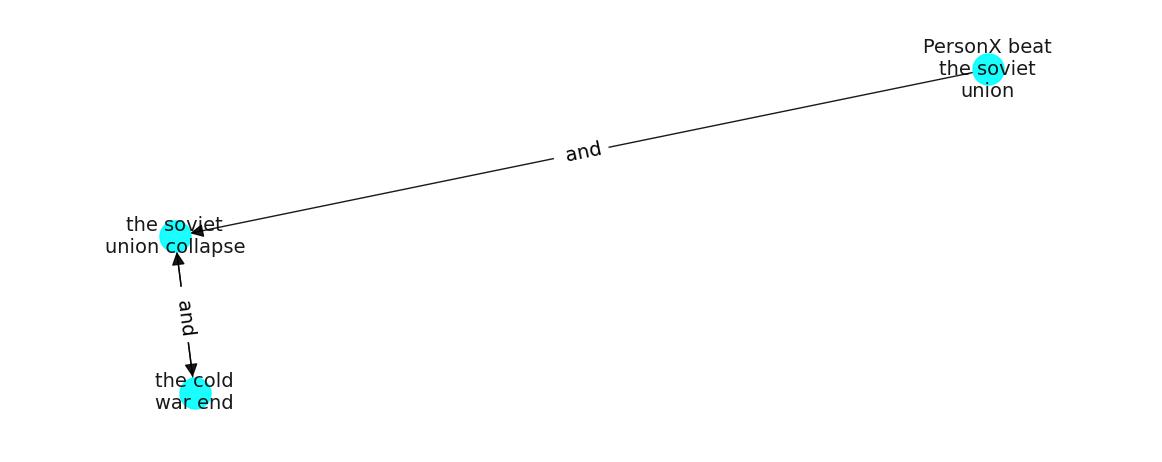 PersonX beat
the soviet
union
and
the soviet
union collapse
and
the cold
war end